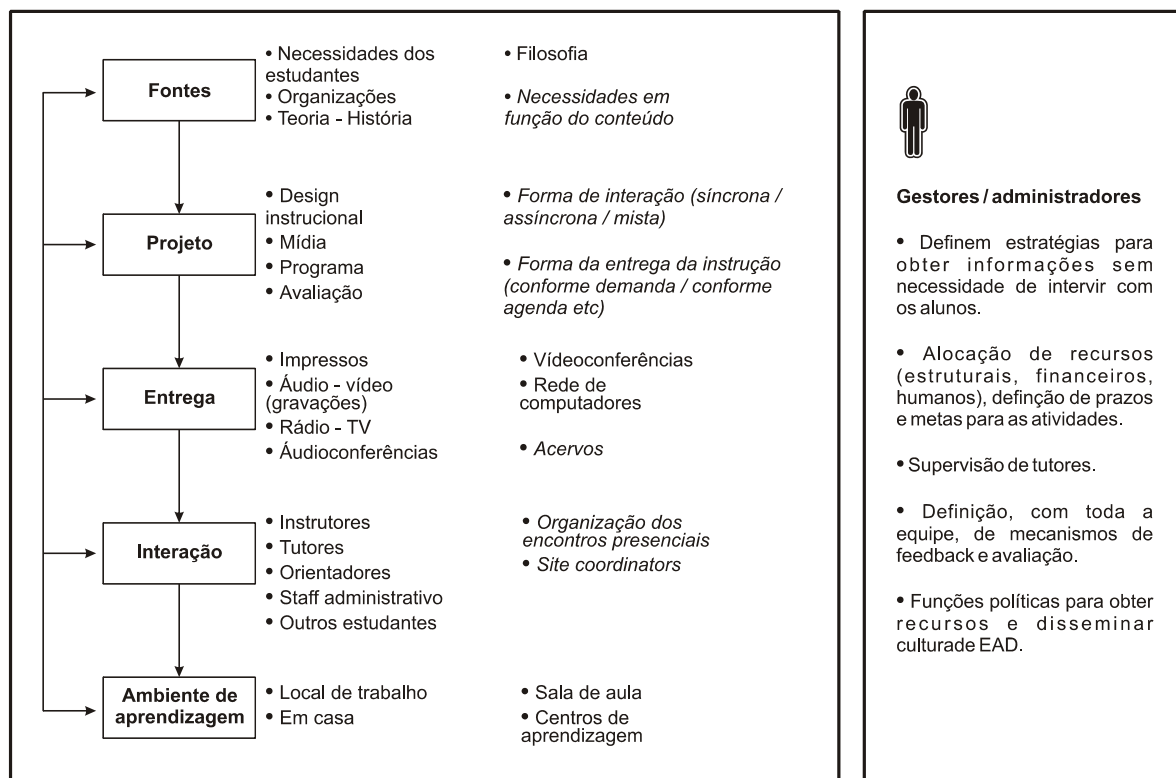 Fontes
• Necessidades dos
estudantes
• Organizações
• Teoria - História
• Filosofia
• Necessidades em
função do conteúdo
Projeto
• Design
instrucional
• Mídia
• Programa
• Avaliação
• Forma de interação (síncrona /
assíncrona / mista)
• Forma da entrega da instrução
(conforme demanda / conforme
agenda etc)
Entrega
• Impressos
• Áudio - vídeo
(gravações)
• Rádio - TV
• Áudioconferências
• Vídeoconferências
• Rede de
computadores
• Acervos
Interação
• Instrutores
• Tutores
• Orientadores
• Staff administrativo
• Outros estudantes
• Organização dos
encontros presenciais
• Site coordinators
Ambiente de
aprendizagem
• Local de trabalho
• Em casa
• Sala de aula
• Centros de
aprendizagem
Gestores / administradores
• Definem estratégias para
obter informações sem
necessidade de intervir com
os alunos.
• Alocação de recursos
(estruturais, financeiros,
humanos), definção de prazos
e metas para as atividades.
• Supervisão de tutores.
• Definição, com toda a
equipe, de mecanismos de
feedback e avaliação.
• Funções políticas para obter
recursos e disseminar
culturade EAD.